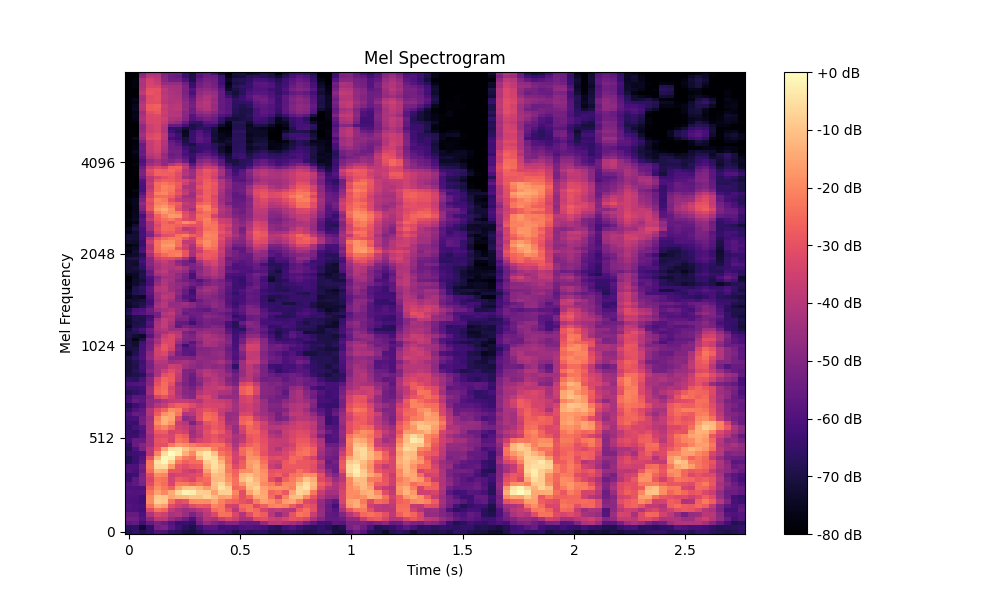 Mel Spectrogram
Mel Frequency
4096
2048
1024
512
0
0
0.5
1
1.5
2
2.5
Time (s)
+0 dB
-10 dB
-20 dB
-30 dB
-40 dB
-50 dB
-60 dB
-70 dB
-80 dB